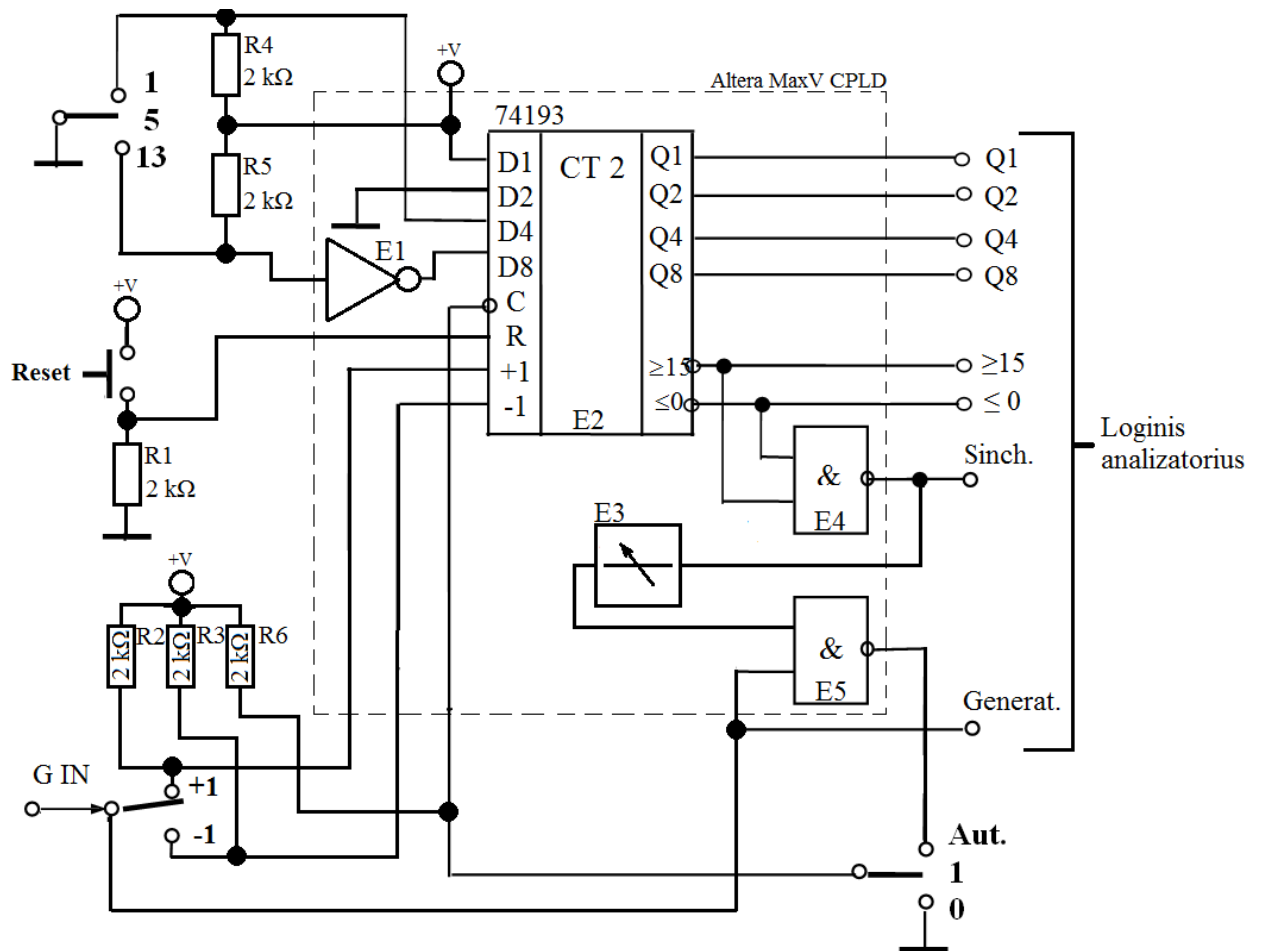 R4
2 kΩ
+V
Altera MaxV CPLD
1
5
13
R5
2 kΩ
74193
D1
D2
D4
D8
C
R
+1
-1
CT 2
E2
Q1
Q2
Q4
Q8
≥15
≤0
Q1
Q2
Q4
Q8
≥15
≤ 0
E1
+V
Reset
R1
2 kΩ
&
E4
Sinch.
Loginis
analizatorius
E3
+V
R2
2 kΩ
R3
2 kΩ
R6
2 kΩ
&
E5
Generat.
G IN
+1
-1
Aut.
1
0